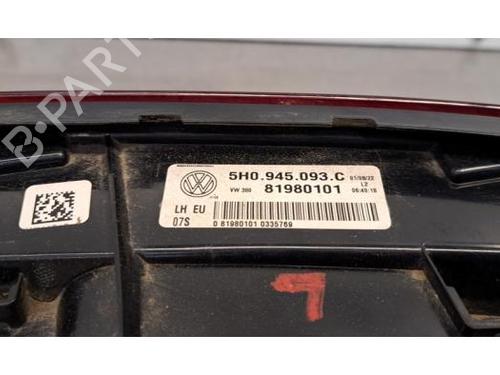 B-PARTS
5H0.945.093.C
VW 380
81980101
01/08/22
L2
06:40:18
LH EU
07S
0 81980101 0335769
L